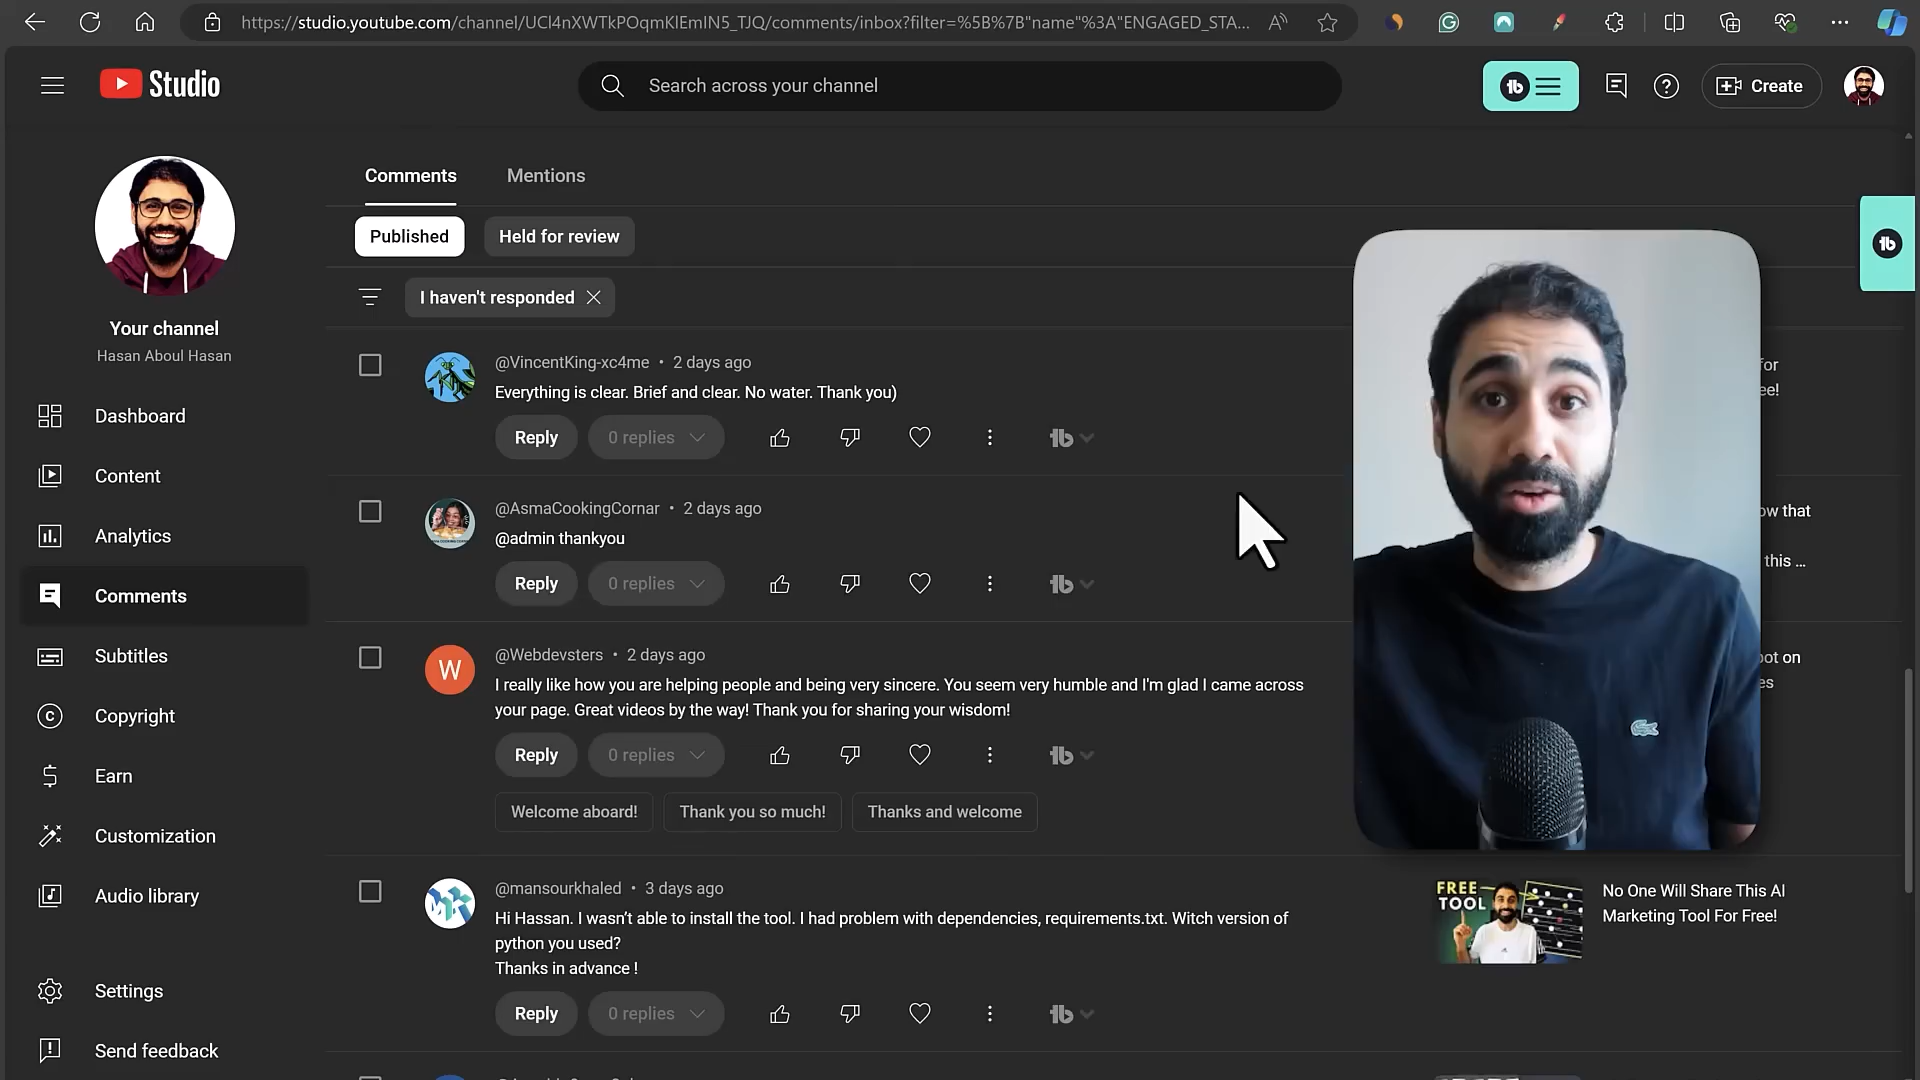 https://studio.youtube.com/channel/UCl4nXWTkPOqmKlEmIN5_TJQ/comments/inbox?filter=%5B%7B"name"%3A"ENGAGED_STA...
Studio
Search across your channel
Create
Your channel
Hasan Aboul Hasan
Dashboard
Content
Analytics
Comments
Subtitles
Copyright
Earn
Customization
Audio library
Settings
Send feedback
Comments
Mentions
Published
Held for review
I haven't responded
@VincentKing-xc4me • 2 days ago
Everything is clear. Brief and clear. No water. Thank you)
Reply
0 replies
for
ee!
@AsmaCookingCornar • 2 days ago
@admin thankyou
Reply
0 replies
ow that
this ...
@Webdevsters • 2 days ago
I really like how you are helping people and being very sincere. You seem very humble and I'm glad I came across
your page. Great videos by the way! Thank you for sharing your wisdom!
Reply
0 replies
Welcome aboard!
Thank you so much!
Thanks and welcome
ot on
es
@mansourkhaled • 3 days ago
Hi Hassan. I wasn't able to install the tool. I had problem with dependencies, requirements.txt. Witch version of
python you used?
Thanks in advance !
Reply
0 replies
FREE
TOOL
No One Will Share This AI
Marketing Tool For Free!